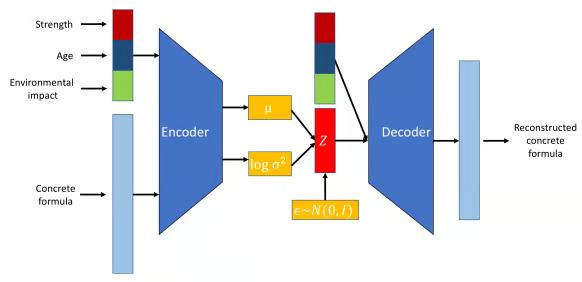 Strength
Age
Environmental
impact
Concrete
formula
Encoder
μ
log σ²
Z
ϵ~N(0, I)
Decoder
Reconstructed
concrete
formula